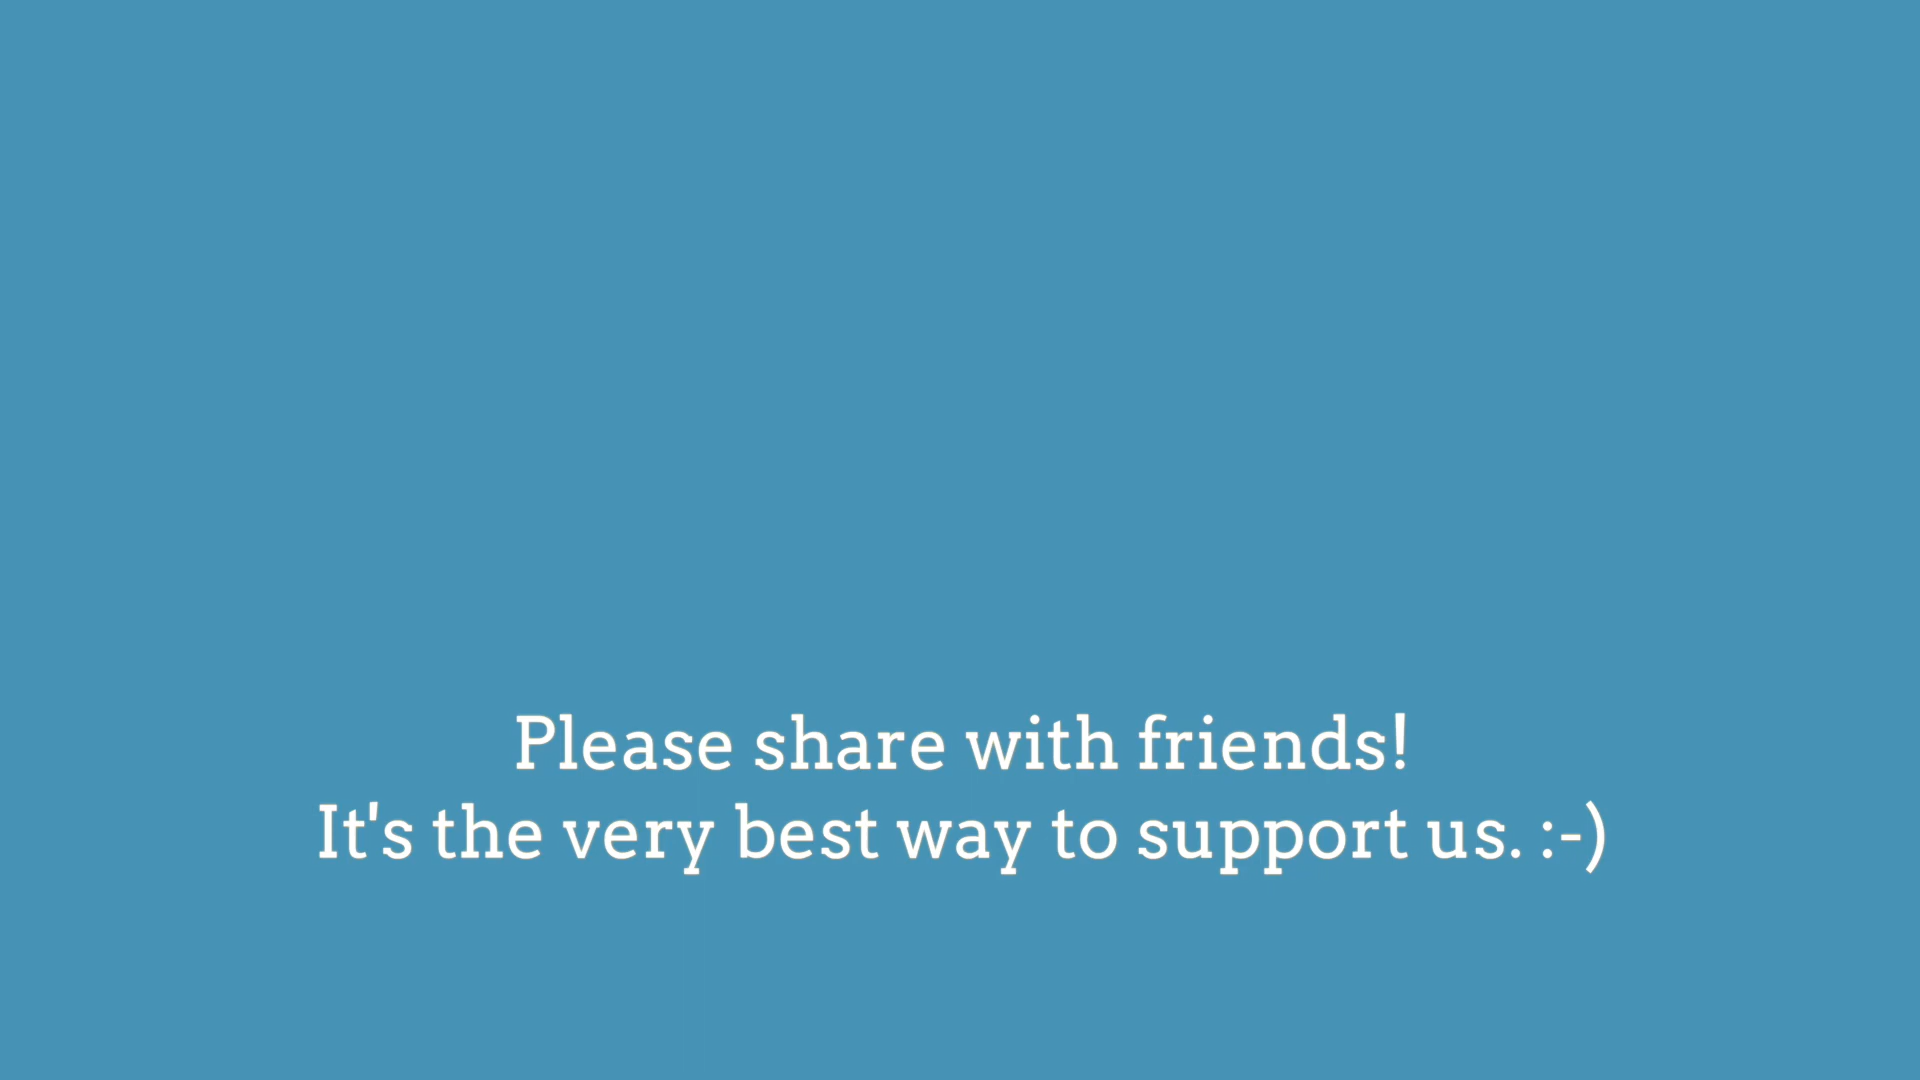 Please share with friends!
It's the very best way to support us. :-)